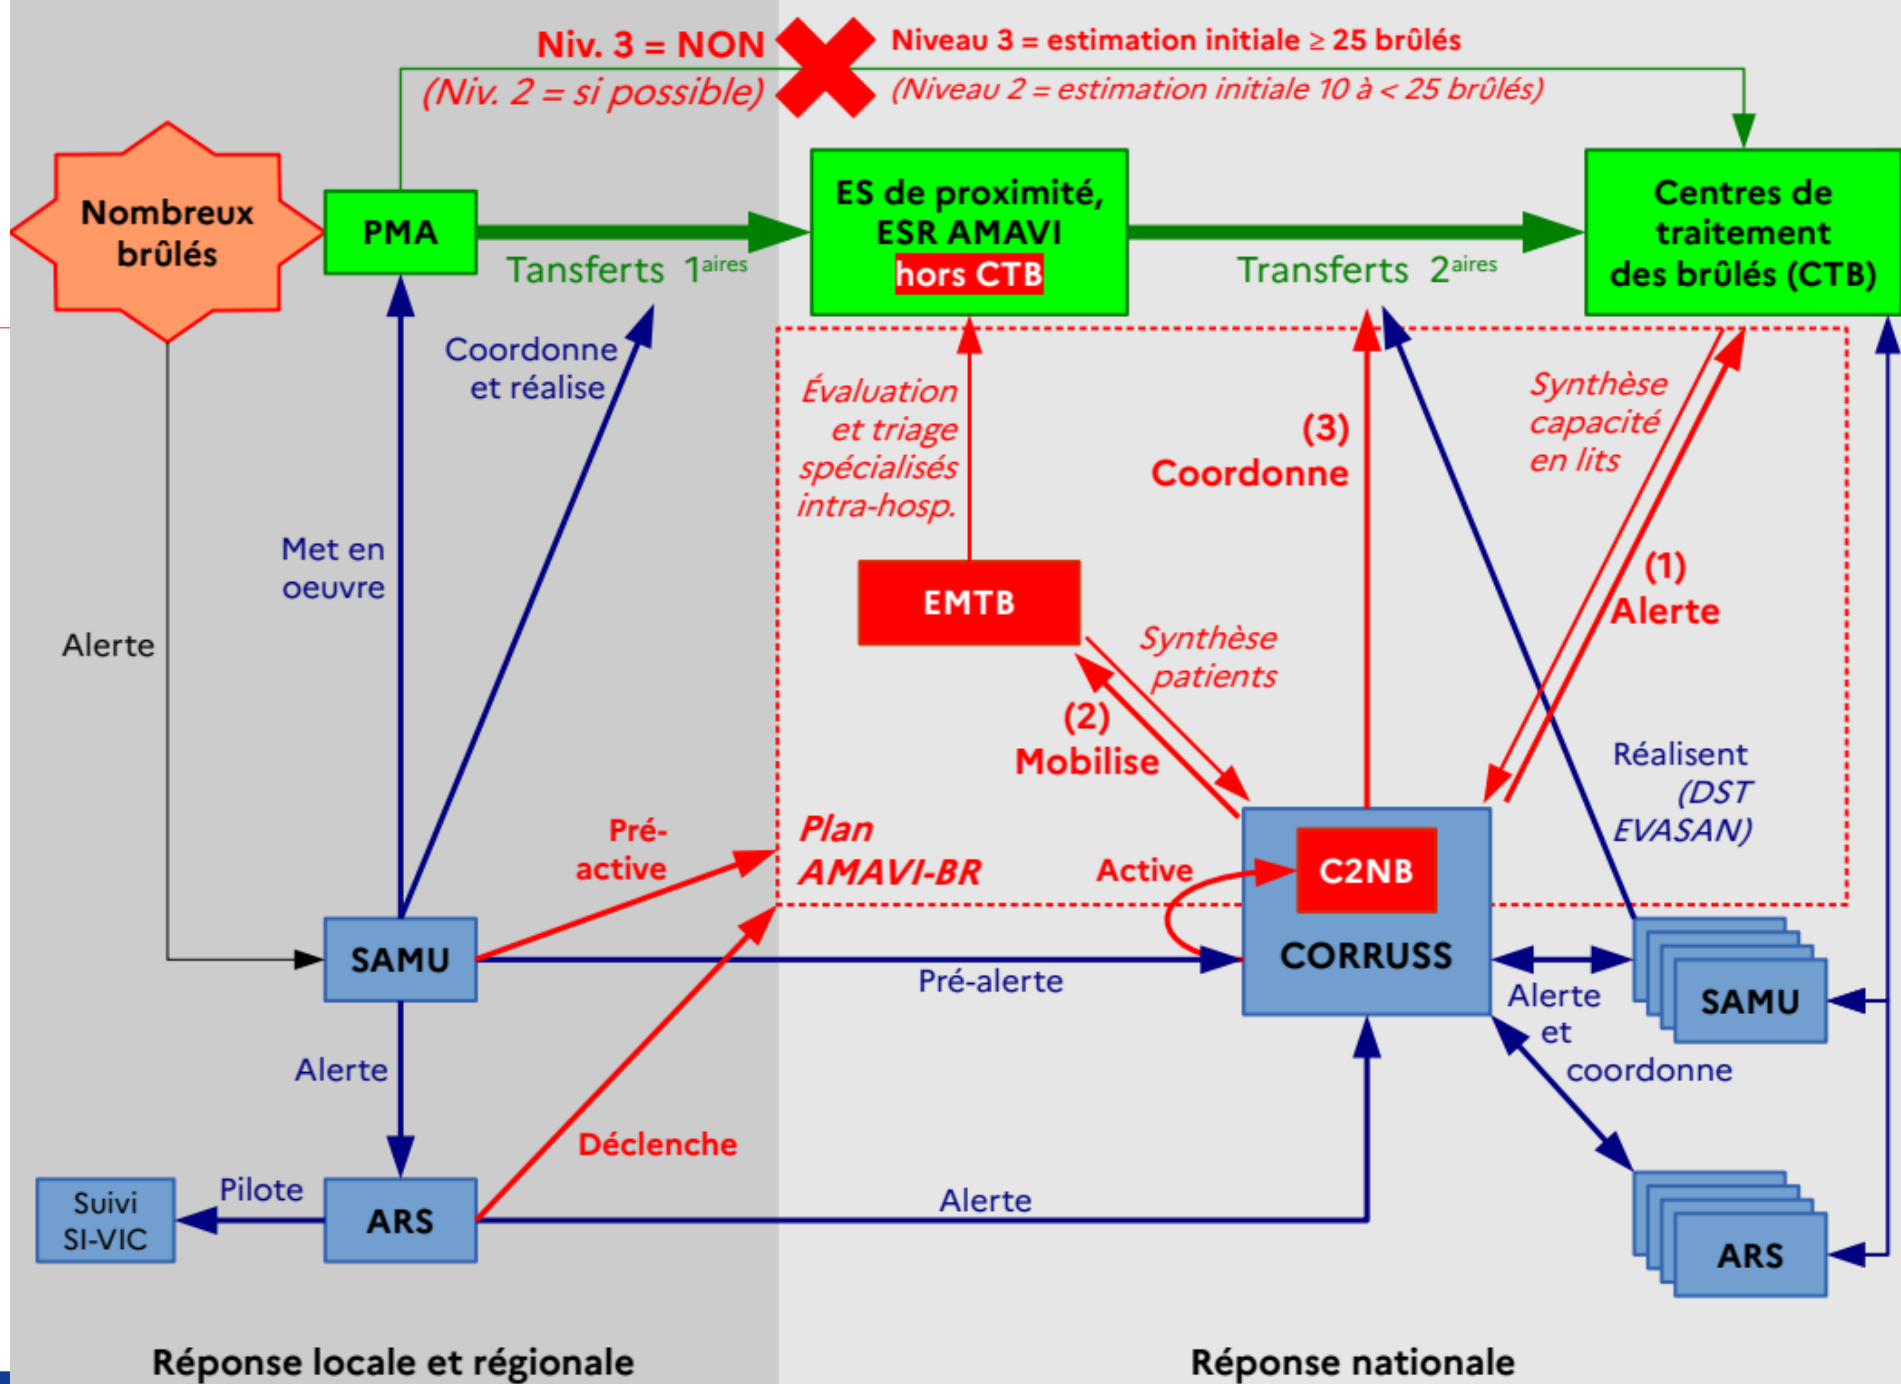 Niv. 3 = NON
(Niv. 2 = si possible)
Niveau 3 = estimation initiale ≥ 25 brûlés
(Niveau 2 = estimation initiale 10 à < 25 brûlés)
Nombreux
brûlés
PMA
Tansferts 1aires
ES de proximité,
ESR AMAVI
hors CTB
Transferts 2aires
Centres de
traitement
des brûlés (CTB)
Coordonne
et réalise
Évaluation
et triage
spécialisés
intra-hosp.
(3)
Coordonne
Synthèse
capacité
en lits
Met en
oeuvre
Alerte
EMTB
Synthèse
patients
(1)
Alerte
(2)
Mobilise
Réalisent
(DST
EVASAN)
Pré-
active
Plan
AMAVI-BR
Active
C2NB
CORRUSS
SAMU
Pré-alerte
Alerte
et
coordonne
SAMU
Alerte
Déclenche
Suivi
SI-VIC
Pilote
ARS
Alerte
ARS
Réponse locale et régionale
Réponse nationale